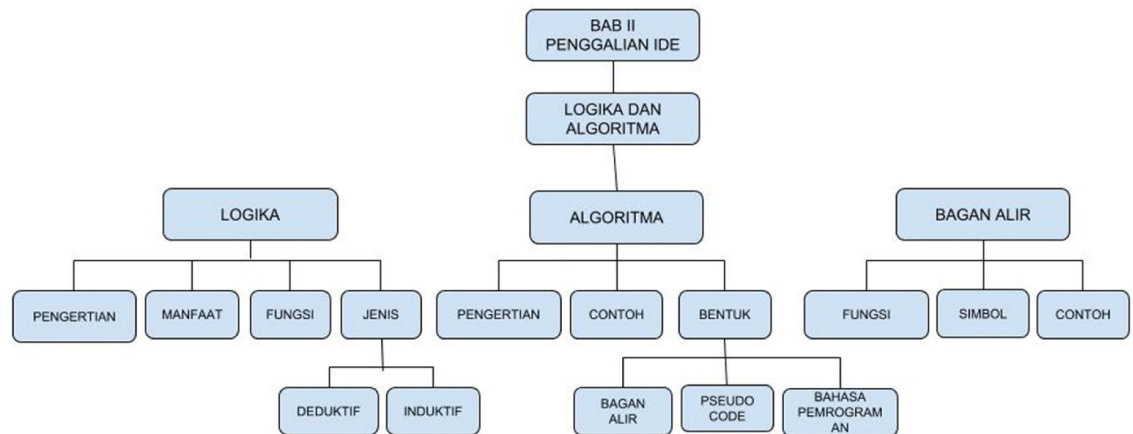 BAB II
PENGGALIAN IDE
LOGIKA DAN
ALGORITMA
LOGIKA
ALGORITMA
BAGAN ALIR
PENGERTIAN
MANFAAT
FUNGSI
JENIS
PENGERTIAN
CONTOH
BENTUK
FUNGSI
SIMBOL
CONTOH
DEDUKTIF
INDUKTIF
BAGAN
ALIR
PSEUDO
CODE
BAHASA
PEMROGRAM
AN